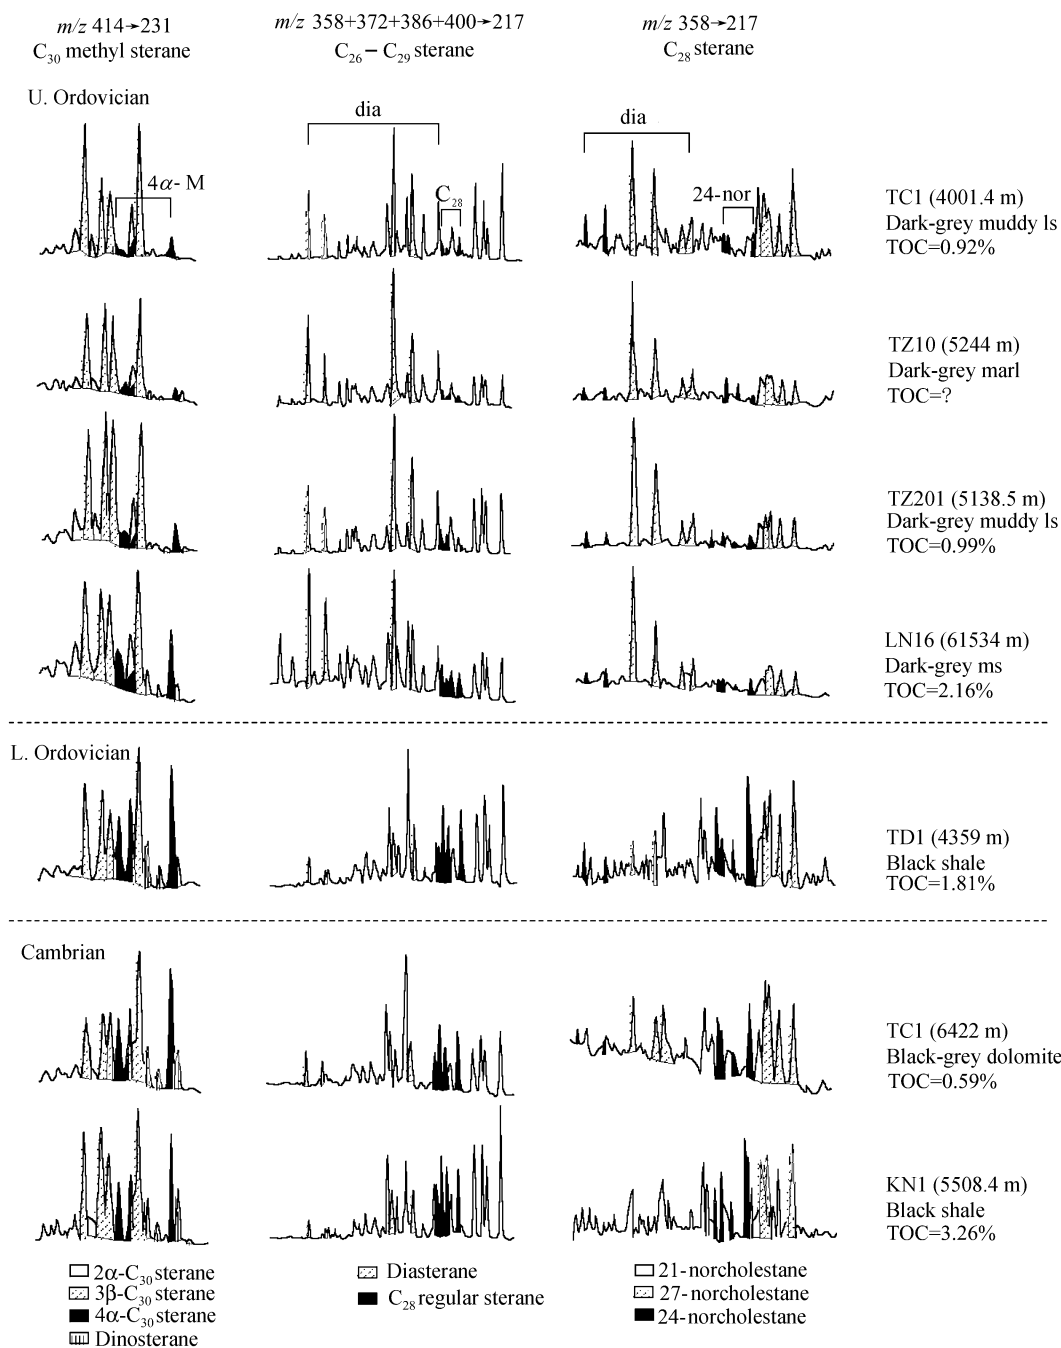 m/z 414→231
C30 methyl sterane
m/z 358+372+386+400→217
C26－C29 sterane
m/z 358→217
C28 sterane
U. Ordovician
4α- M
dia
C28
dia
24-nor
TC1 (4001.4 m)
Dark-grey muddy ls
TOC=0.92%
TZ10 (5244 m)
Dark-grey marl
TOC=?
TZ201 (5138.5 m)
Dark-grey muddy ls
TOC=0.99%
LN16 (61534 m)
Dark-grey ms
TOC=2.16%
L. Ordovician
TD1 (4359 m)
Black shale
TOC=1.81%
Cambrian
TC1 (6422 m)
Black-grey dolomite
TOC=0.59%
KN1 (5508.4 m)
Black shale
TOC=3.26%
2α-C30 sterane
3β-C30 sterane
4α-C30 sterane
Dinosterane
Diasterane
C28 regular sterane
21-norcholestane
27-norcholestane
24-norcholestane